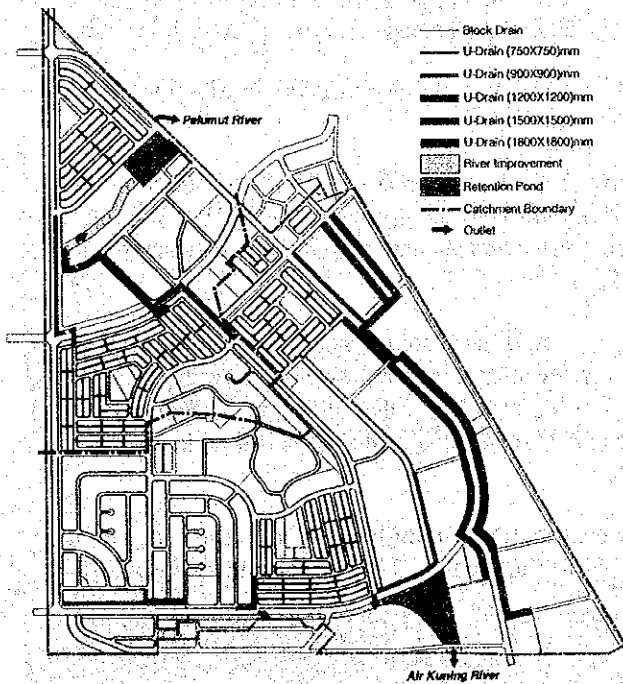 Block Drain
U-Drain (750X750)mm
U-Drain (900X900)mm
U-Drain (1200X1200)mm
U-Drain (1500X1500)mm
U-Drain (1800X1800)mm
River Improvement
Retention Pond
Catchment Boundary
Outlet
Pelumut River
Air Kuning River